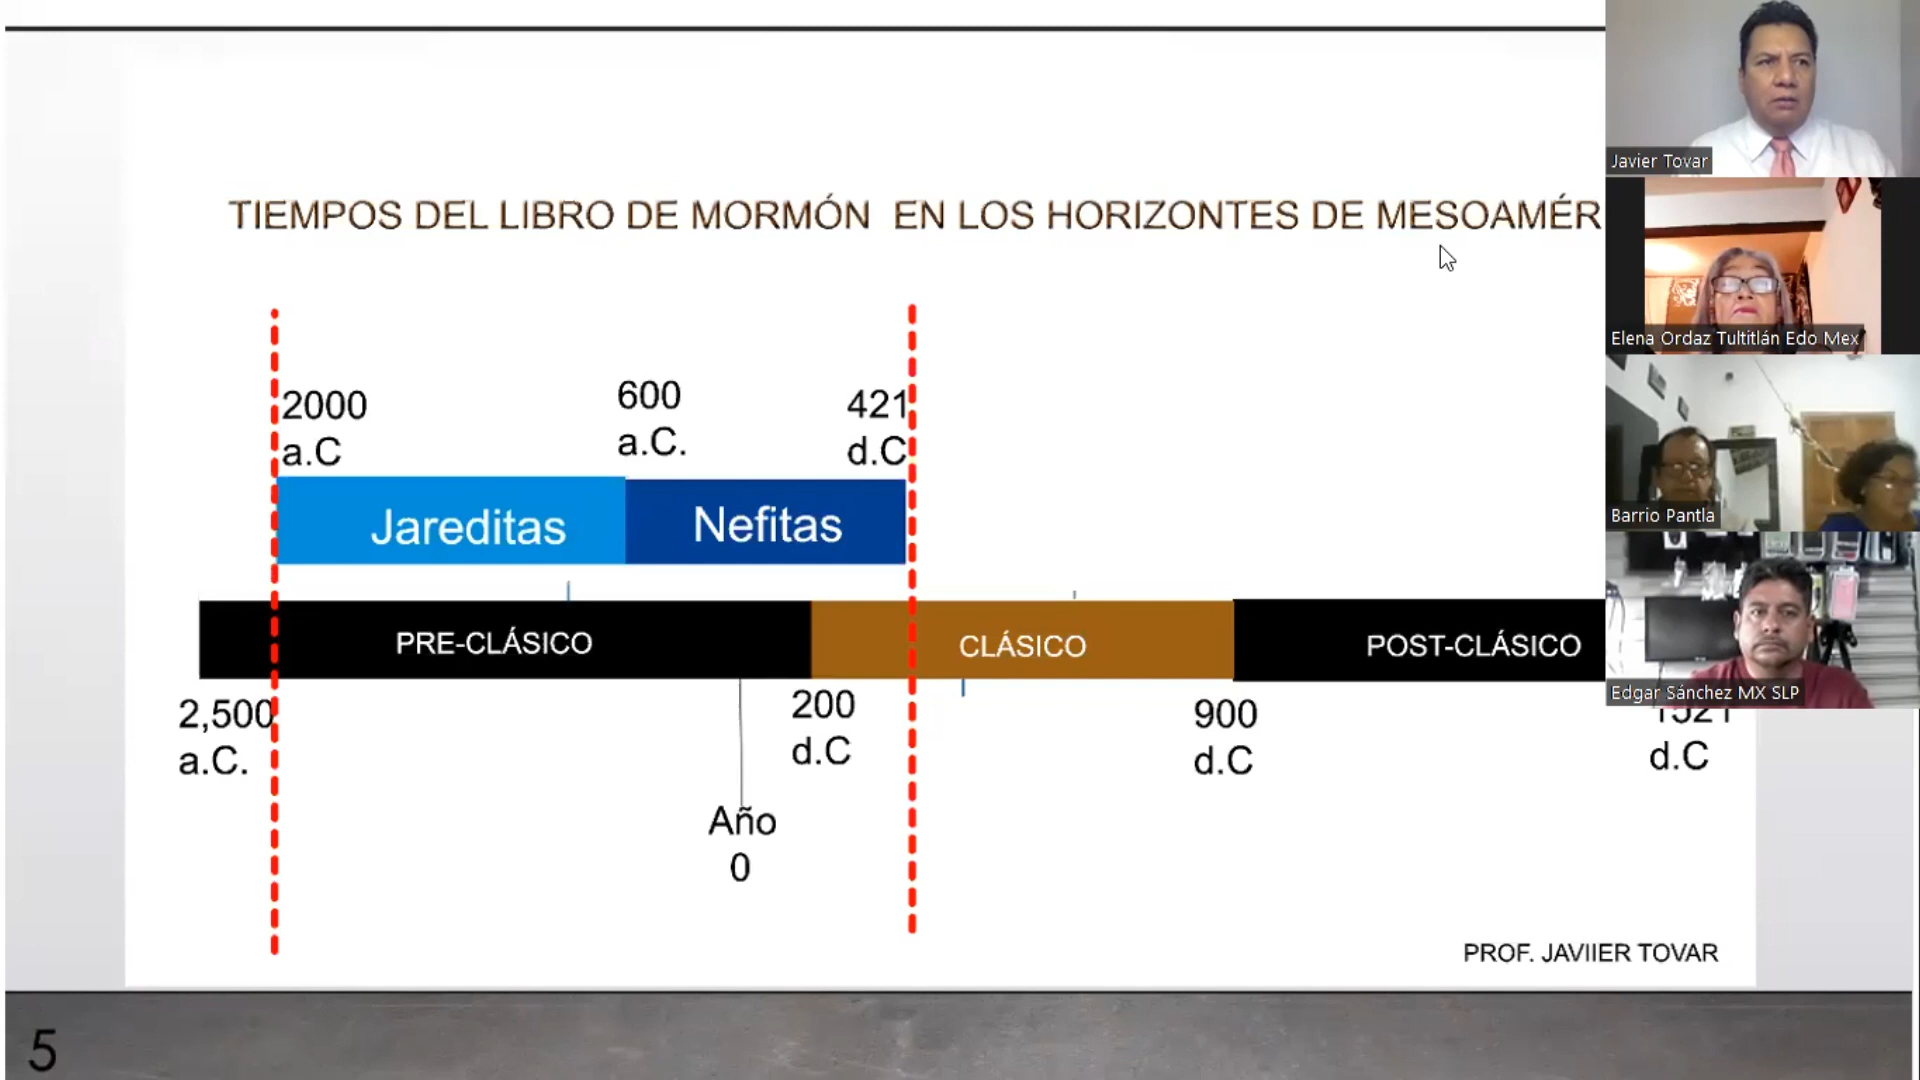 TIEMPOS DEL LIBRO DE MORMÓN  EN LOS HORIZONTES DE MESOAMÉR
2000
a.C
600
a.C.
421
d.C
Jareditas
Nefitas
PRE-CLÁSICO
CLÁSICO
POST-CLÁSICO
2,500
a.C.
200
d.C
900
d.C
1521
d.C
Año
0
PROF. JAVIIER TOVAR
5
Javier Tovar
Elena Ordaz Tultitlán Edo Mex
Barrio Pantla
Edgar Sánchez MX SLP